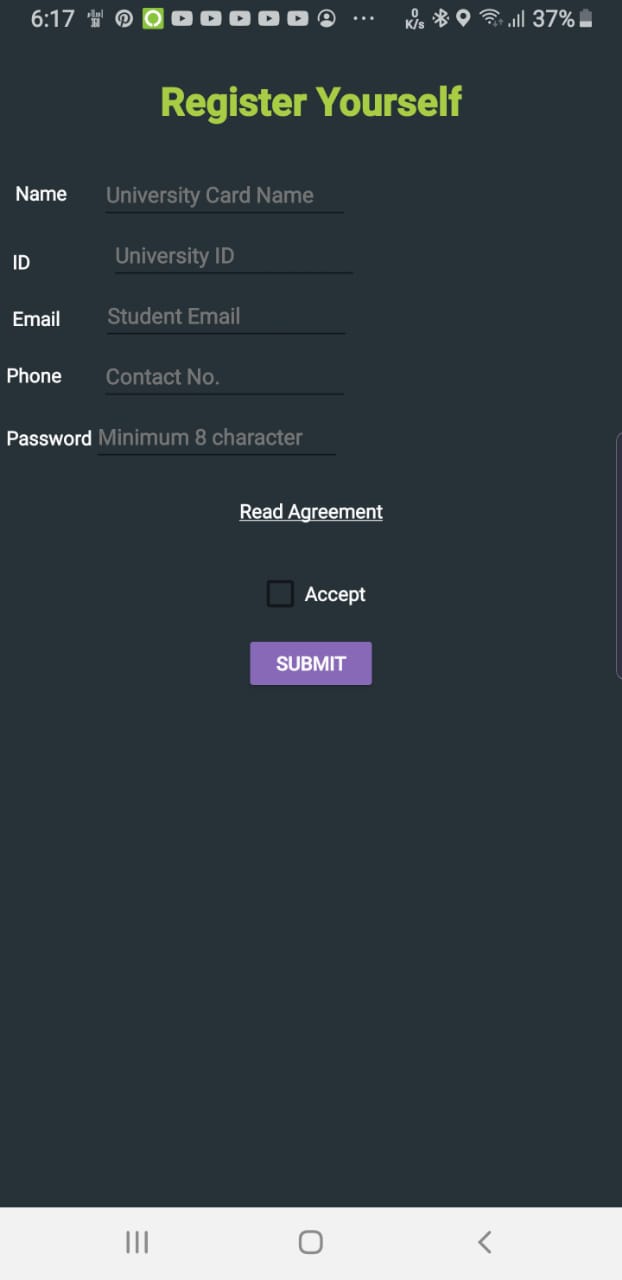 6:17 0 K/s 37%
Register Yourself
Name University Card Name
ID University ID
Email Student Email
Phone Contact No.
Password Minimum 8 character
Read Agreement
Accept
SUBMIT